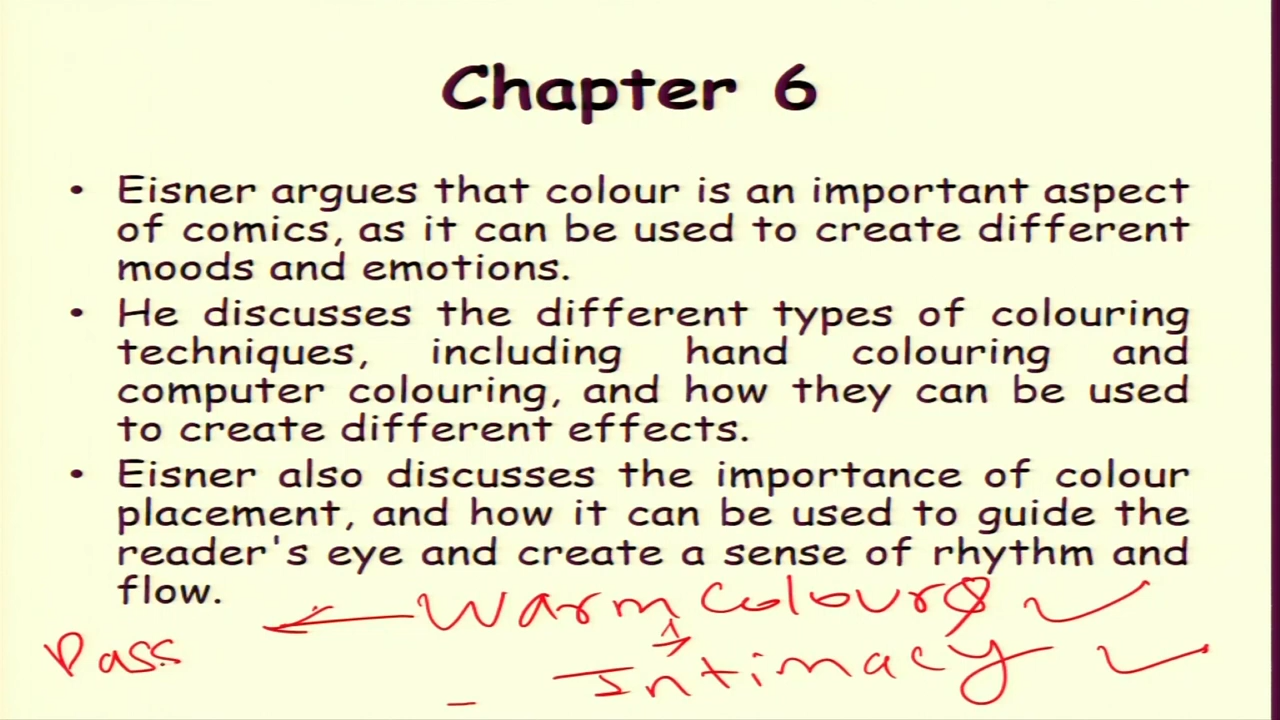 Chapter 6
• Eisner argues that colour is an important aspect
of comics, as it can be used to create different
moods and emotions.
• He discusses the different types of colouring
techniques, including hand colouring and
computer colouring, and how they can be used
to create different effects.
• Eisner also discusses the importance of colour
placement, and how it can be used to guide the
reader's eye and create a sense of rhythm and
flow.
Warm Colours
Pass
Intimacy